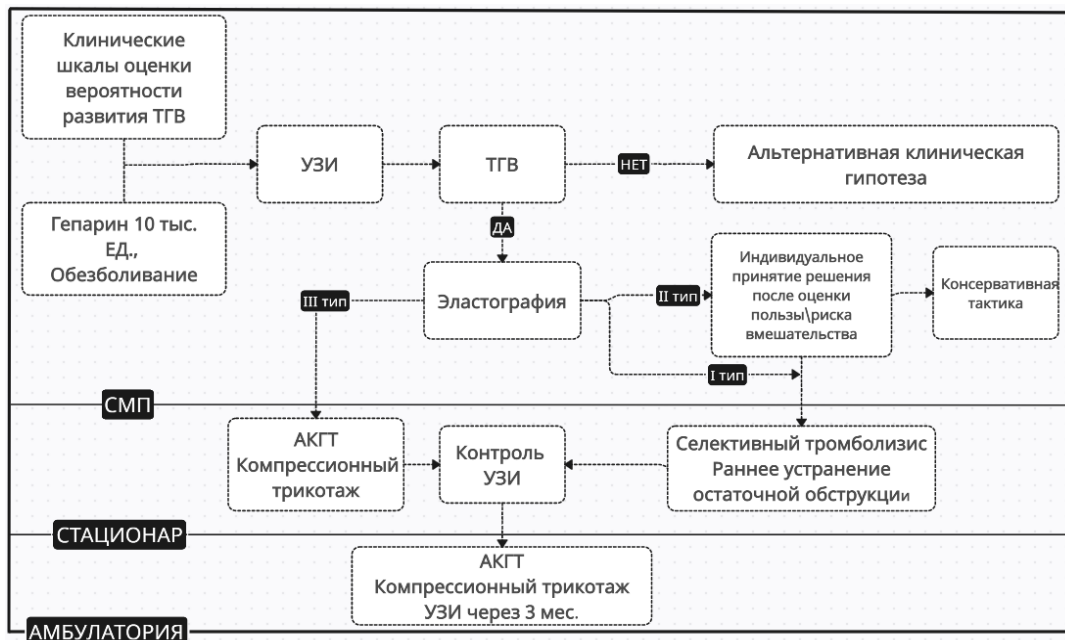 Клинические
шкалы оценки
вероятности
развития ТГВ
УЗИ
ТГВ
НЕТ
Альтернативная клиническая
гипотеза
Гепарин 10 тыс.
ЕД.,
Обезболивание
ДА
Эластография
III тип
II тип
I тип
Индивидуальное
принятие решения
после оценки
пользы\риска
вмешательства
Консервативная
тактика
СМП
АКГТ
Компрессионный
трикотаж
Контроль
УЗИ
Селективный тромболизис
Раннее устранение
остаточной обструкции
СТАЦИОНАР
АКГТ
Компрессионный трикотаж
УЗИ через 3 мес.
АМБУЛАТОРИЯ